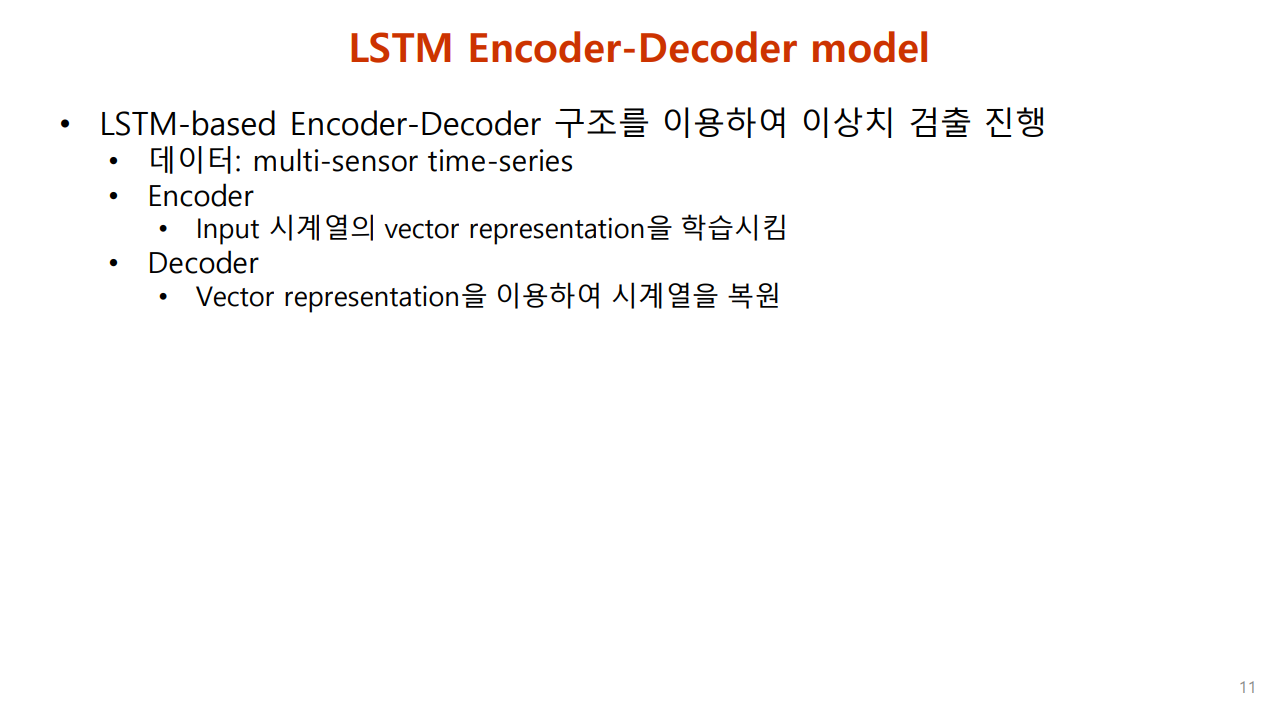 LSTM Encoder-Decoder model
• LSTM-based Encoder-Decoder 구조를 이용하여 이상치 검출 진행
• 데이터: multi-sensor time-series
• Encoder
• Input 시계열의 vector representation을 학습시킴
• Decoder
• Vector representation을 이용하여 시계열을 복원
11